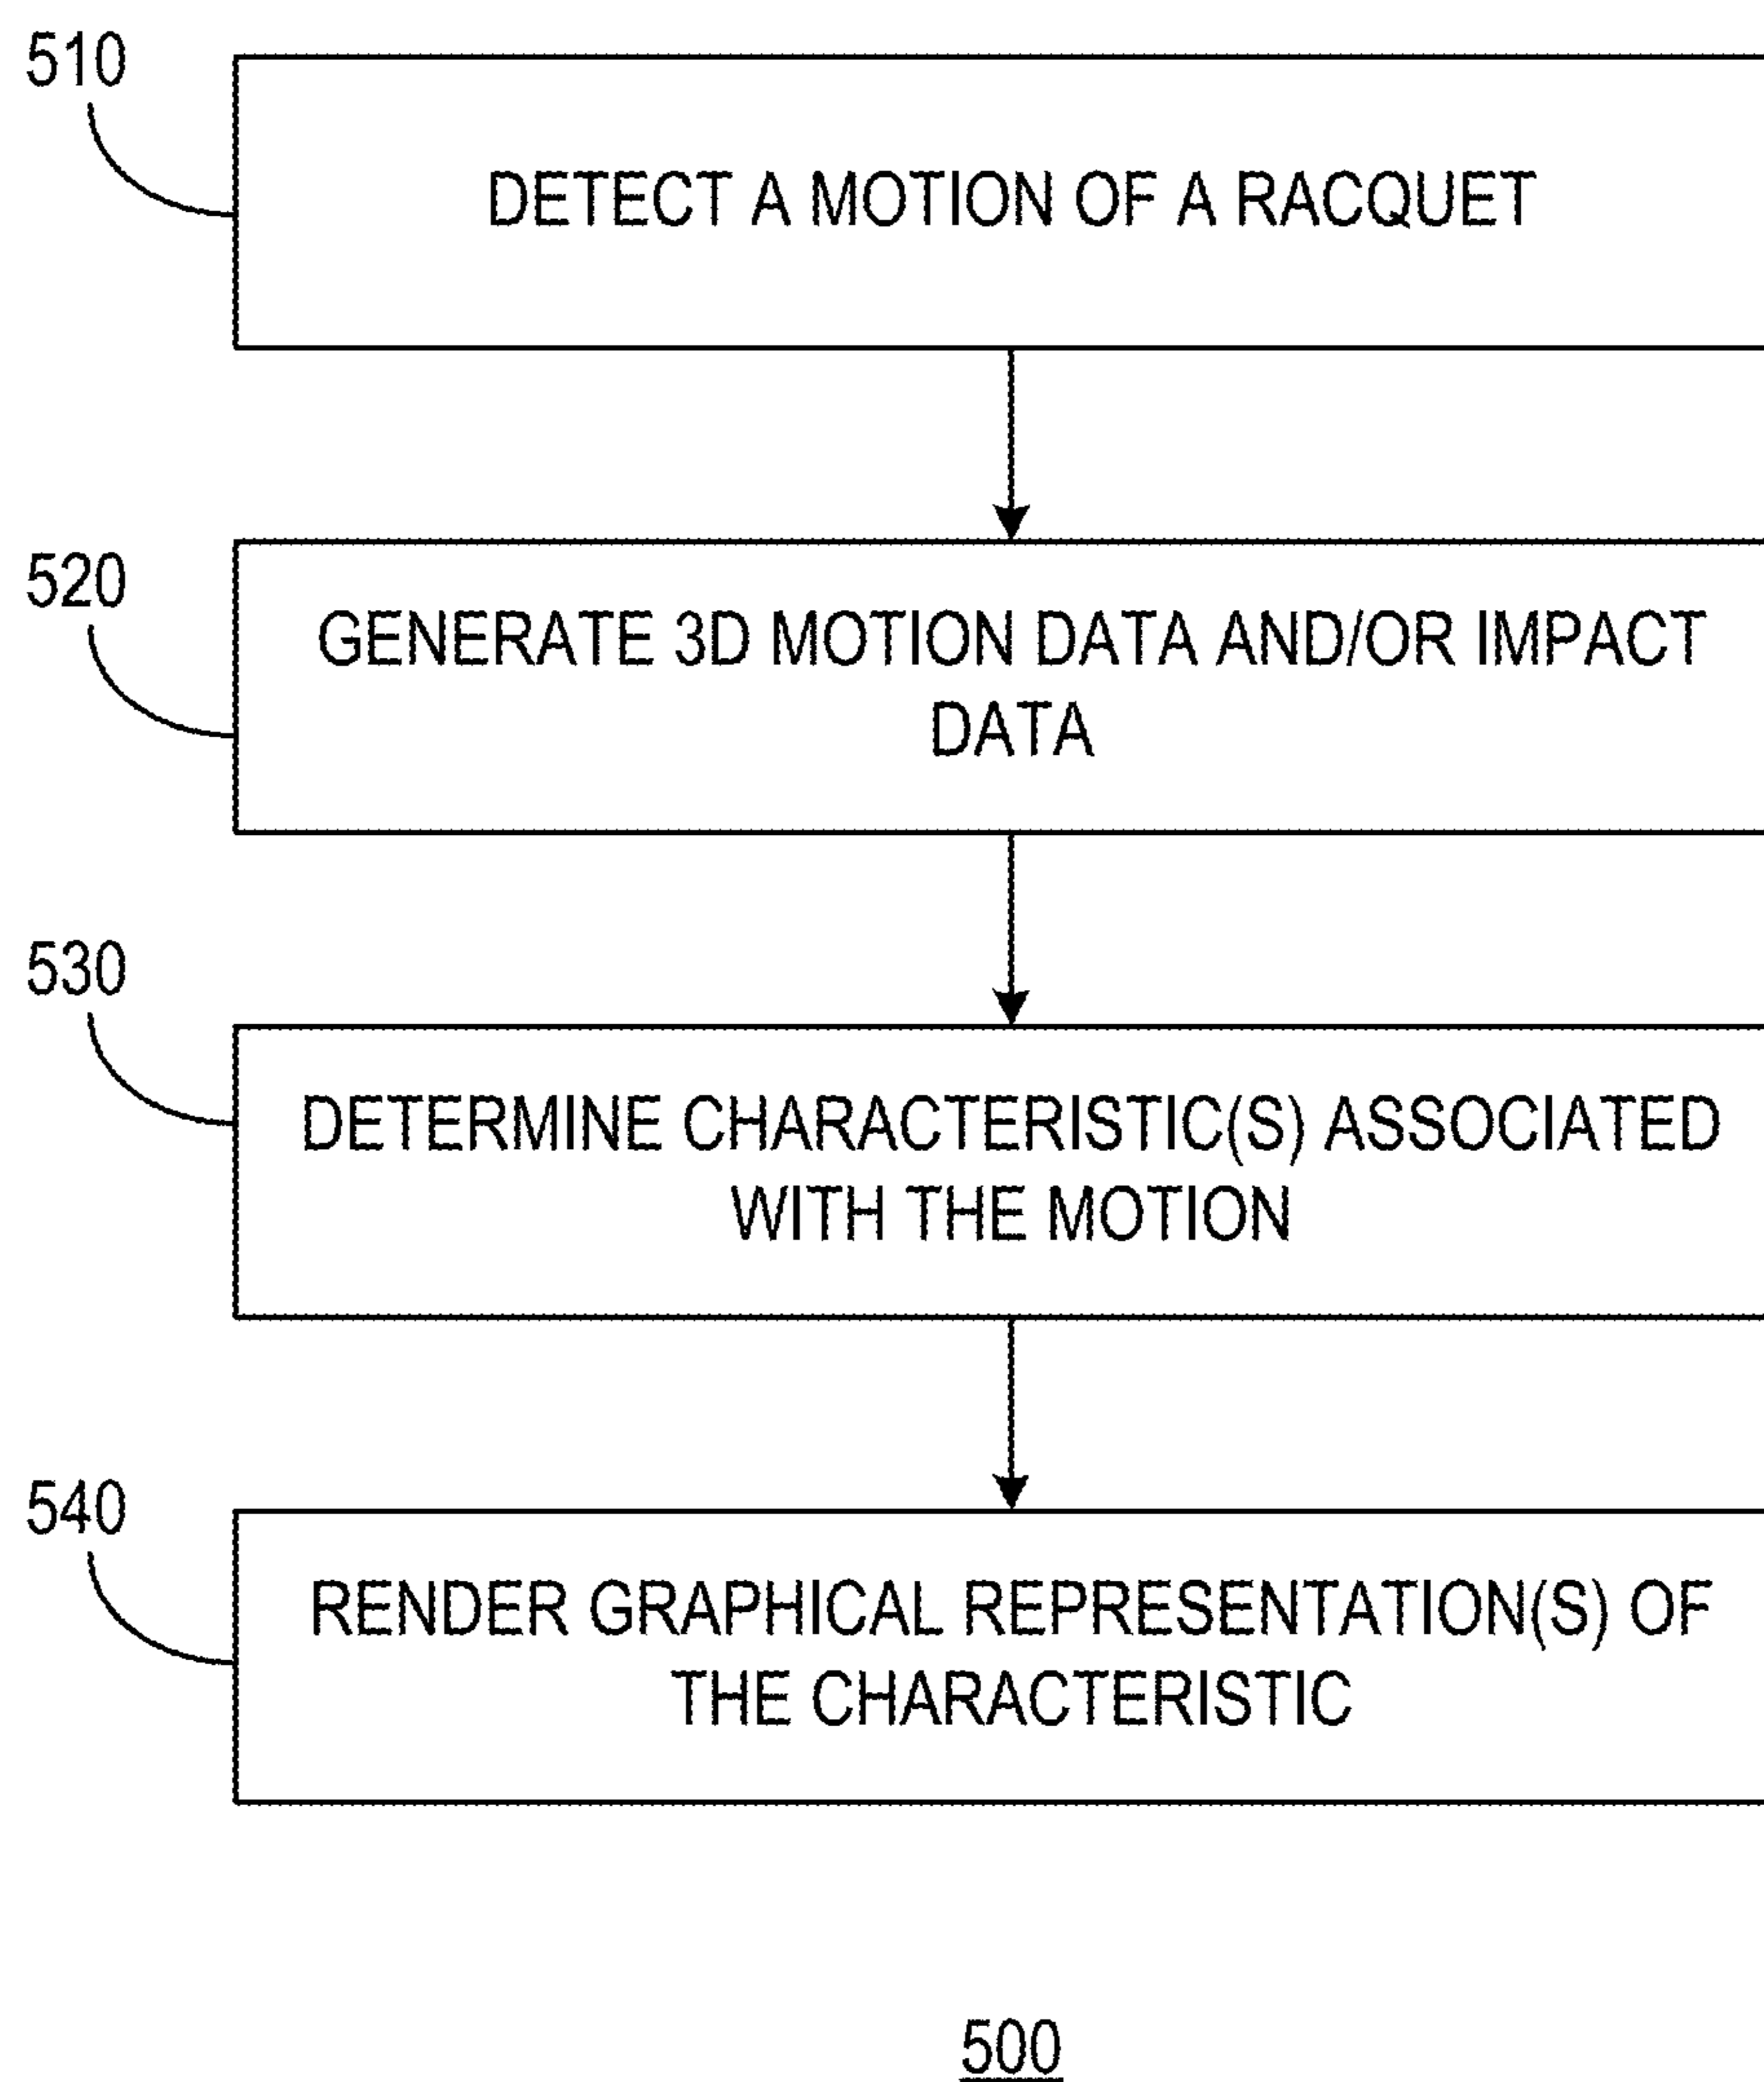 510
DETECT A MOTION OF A RACQUET
520
GENERATE 3D MOTION DATA AND/OR IMPACT
DATA
530
DETERMINE CHARACTERISTIC(S) ASSOCIATED
WITH THE MOTION
540
RENDER GRAPHICAL REPRESENTATION(S) OF
THE CHARACTERISTIC
500